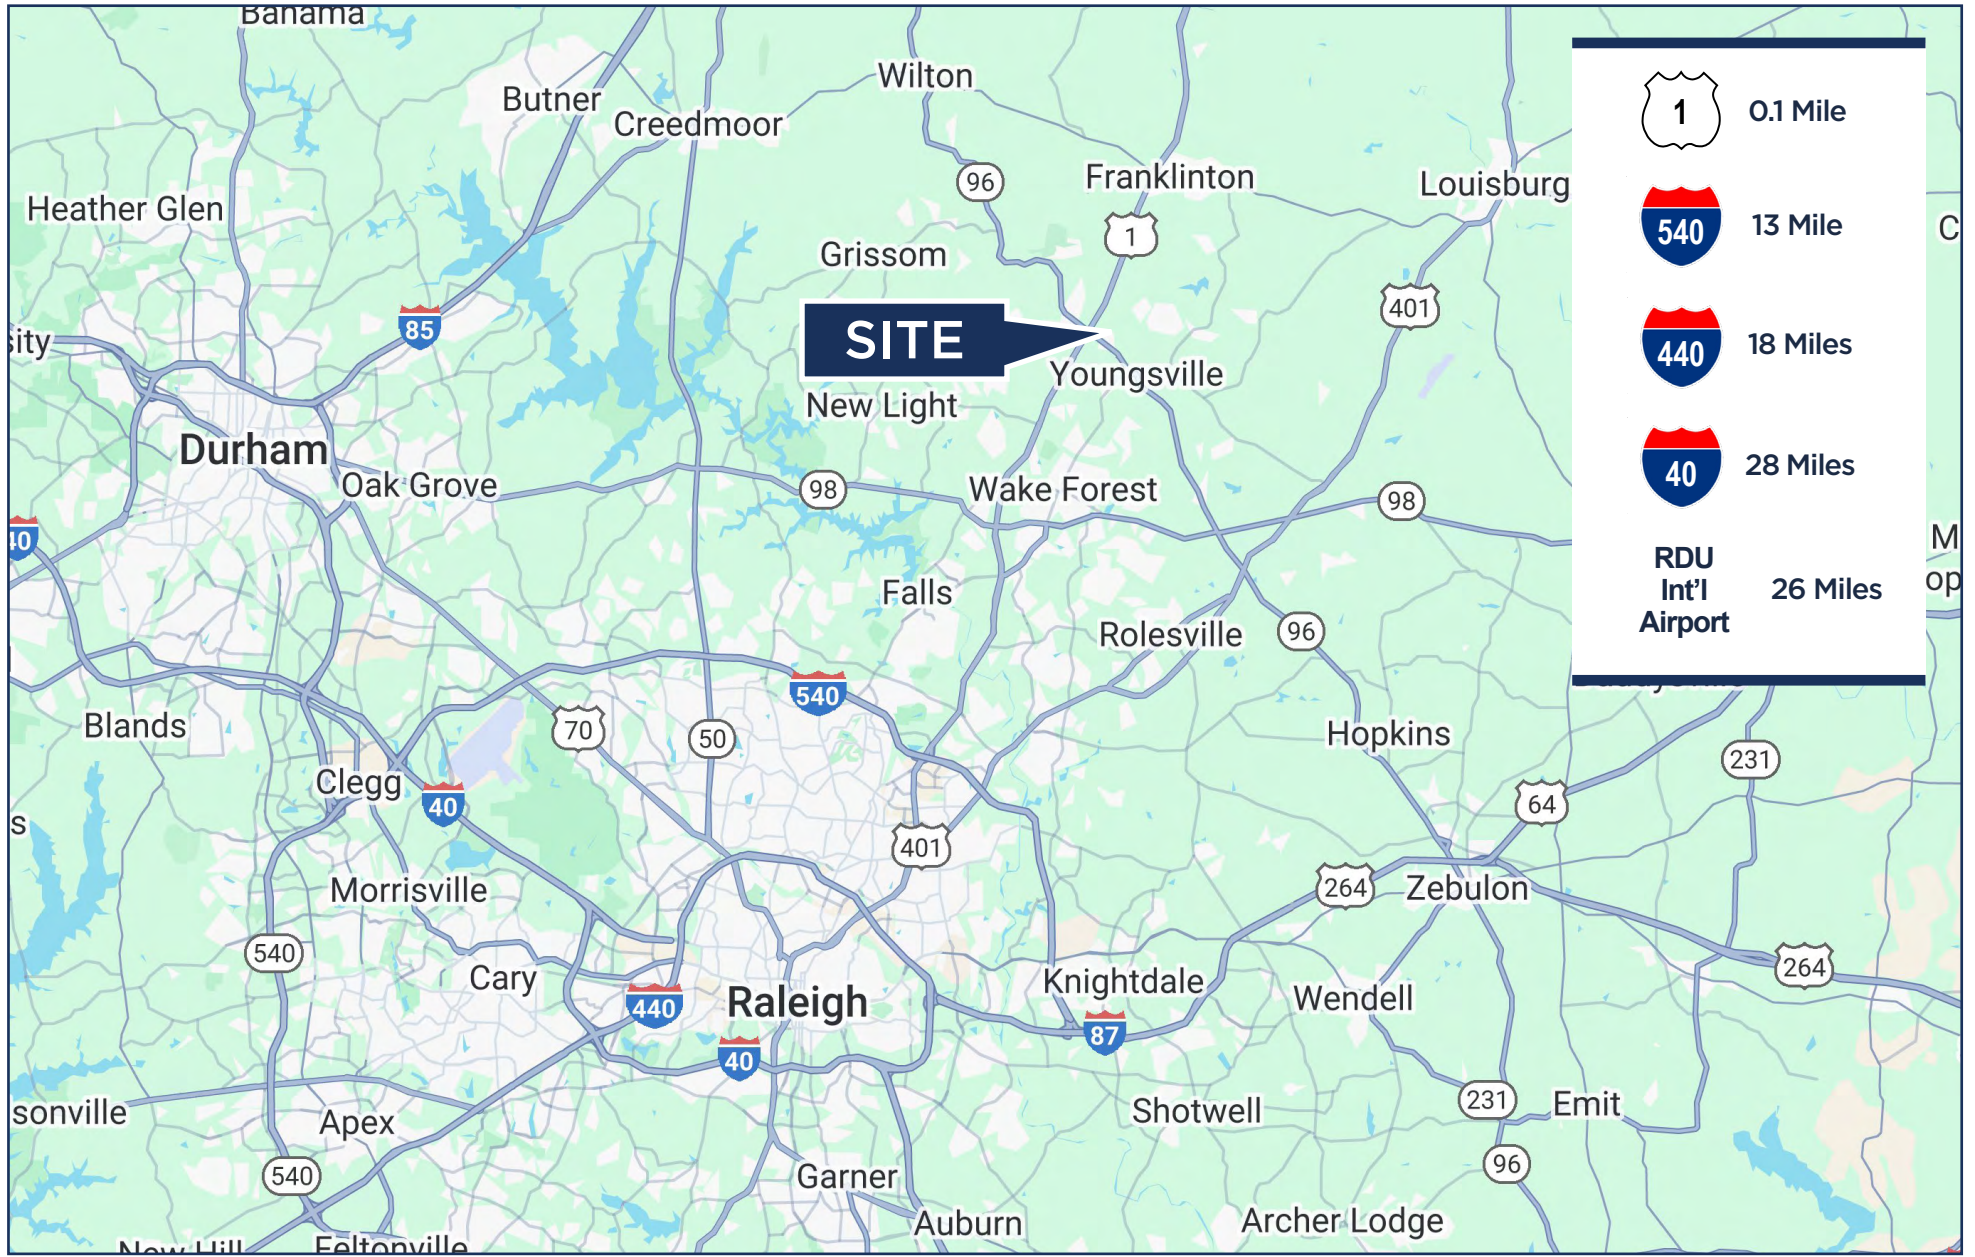 Bahama
Butner
Creedmoor
Wilton
96
Franklinton
Louisburg
Heather Glen
1
Grissom
401
85
SITE
Youngsville
New Light
Durham
Oak Grove
98
Wake Forest
98
40
Falls
Rolesville
96
540
70
50
Blands
Clegg
40
Hopkins
231
64
401
264
Zebulon
Morrisville
540
Cary
440
Raleigh
Knightdale
Wendell
264
87
40
sonville
Apex
Shotwell
231
Emit
96
540
Garner
Auburn
Archer Lodge
New Hill
Feltonville
sity
s
C
M
op
1
0.1 Mile
540
13 Mile
440
18 Miles
40
28 Miles
RDU
Int'l
Airport
26 Miles